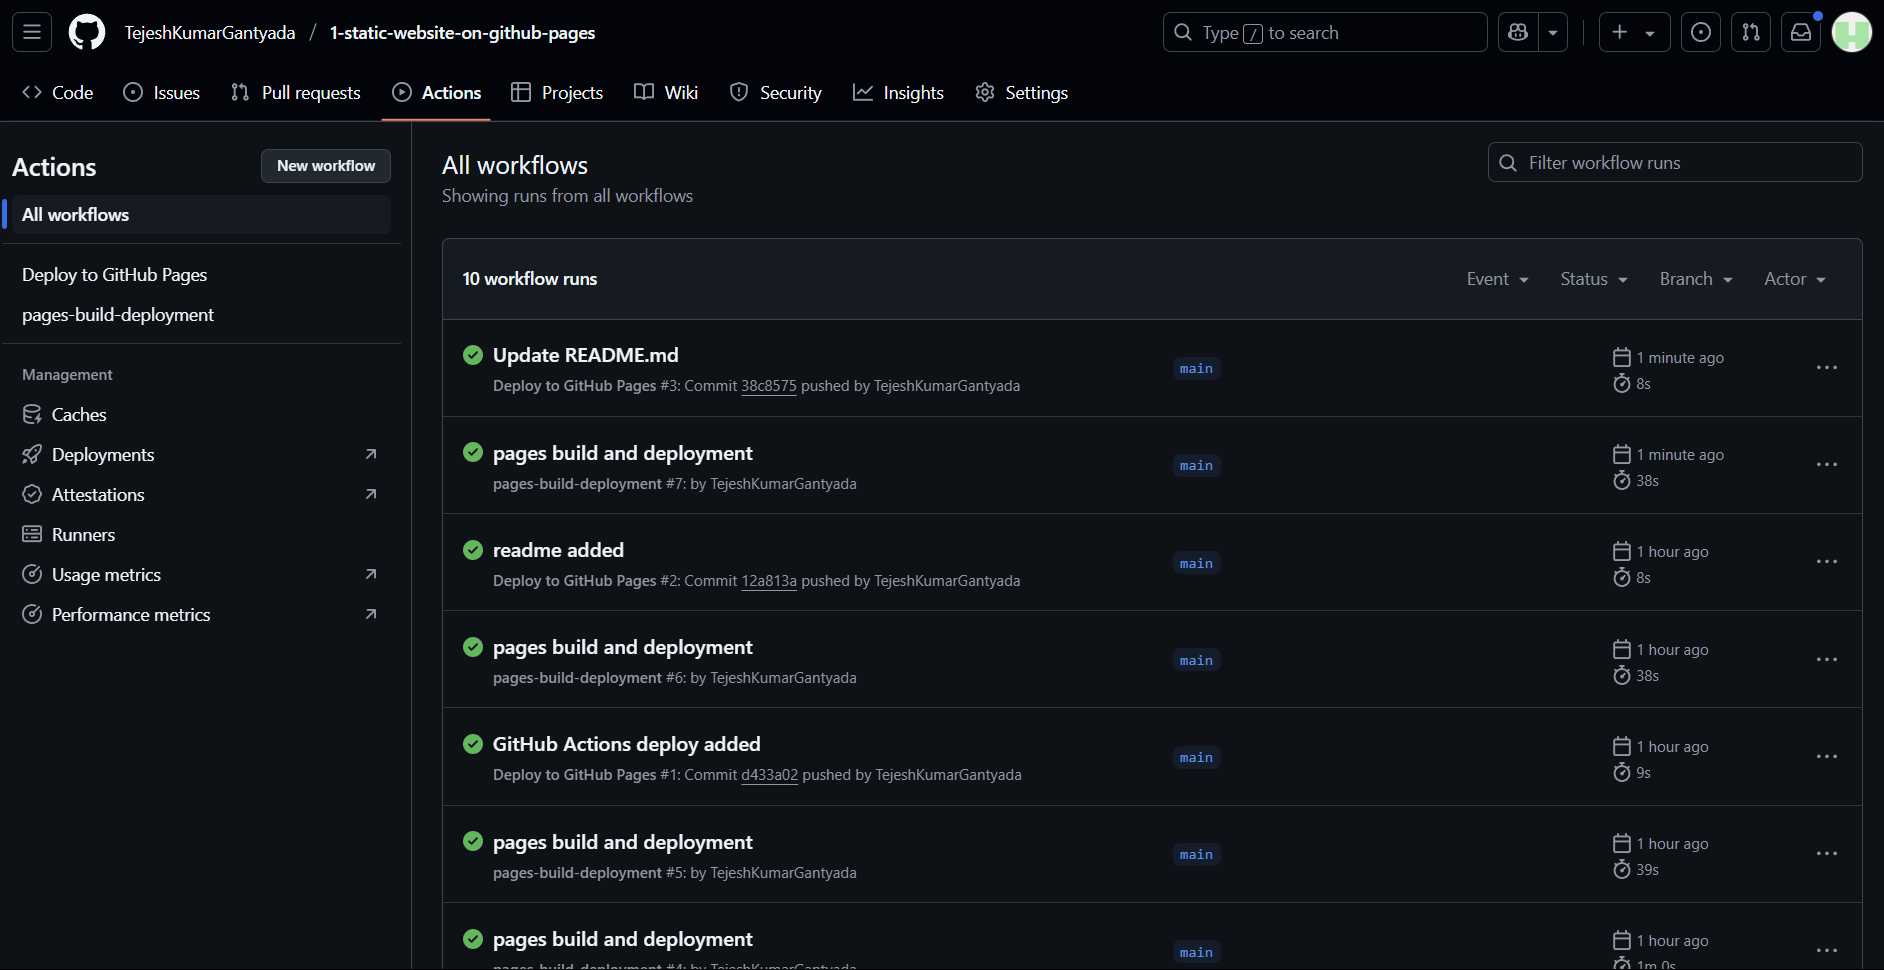 TejeshKumarGantyada / 1-static-website-on-github-pages
Type / to search
Code
Issues
Pull requests
Actions
Projects
Wiki
Security
Insights
Settings
Actions
New workflow
All workflows
Deploy to GitHub Pages
pages-build-deployment
Management
Caches
Deployments
Attestations
Runners
Usage metrics
Performance metrics
All workflows
Showing runs from all workflows
Filter workflow runs
10 workflow runs
Event
Status
Branch
Actor
Update README.md
Deploy to GitHub Pages #3: Commit 38c8575 pushed by TejeshKumarGantyada
main
1 minute ago
8s
pages build and deployment
pages-build-deployment #7: by TejeshKumarGantyada
main
1 minute ago
38s
readme added
Deploy to GitHub Pages #2: Commit 12a813a pushed by TejeshKumarGantyada
main
1 hour ago
8s
pages build and deployment
pages-build-deployment #6: by TejeshKumarGantyada
main
1 hour ago
38s
GitHub Actions deploy added
Deploy to GitHub Pages #1: Commit d433a02 pushed by TejeshKumarGantyada
main
1 hour ago
9s
pages build and deployment
pages-build-deployment #5: by TejeshKumarGantyada
main
1 hour ago
39s
pages build and deployment
pages-build-deployment #4: by TejeshKumarGantyada
main
1 hour ago
1m 0s